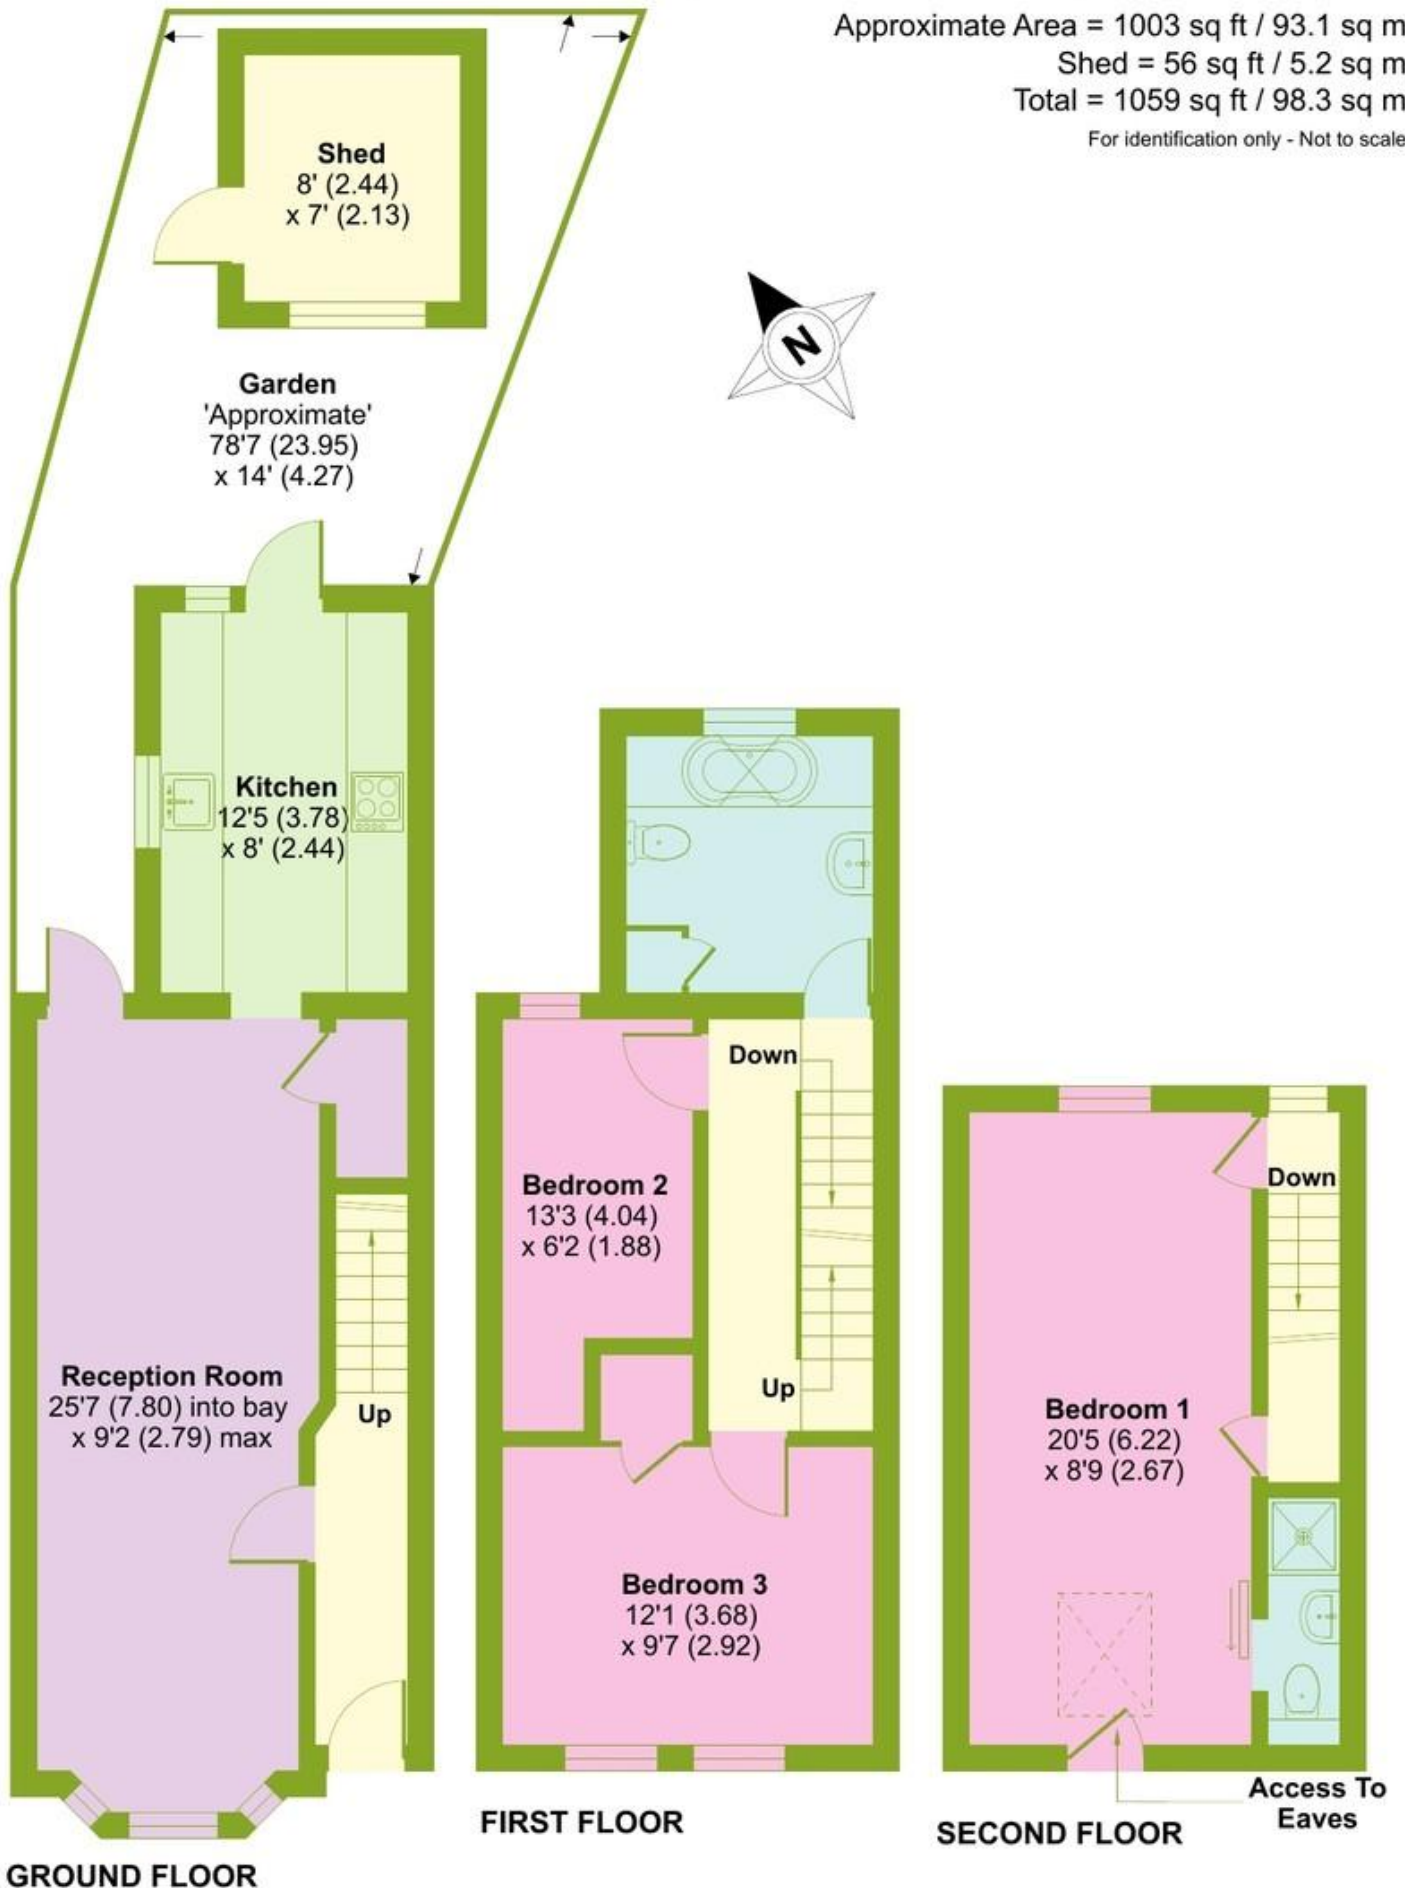 Approximate Area = 1003 sq ft / 93.1 sq m
Shed = 56 sq ft / 5.2 sq m
Total = 1059 sq ft / 98.3 sq m
For identification only - Not to scale
Shed
8' (2.44)
x 7' (2.13)
N
Garden
'Approximate'
78'7 (23.95)
x 14' (4.27)
Kitchen
12'5 (3.78)
x 8' (2.44)
Reception Room
25'7 (7.80) into bay
x 9'2 (2.79) max
Up
GROUND FLOOR
Down
Bedroom 2
13'3 (4.04)
x 6'2 (1.88)
Up
Bedroom 3
12'1 (3.68)
x 9'7 (2.92)
FIRST FLOOR
Down
Bedroom 1
20'5 (6.22)
x 8'9 (2.67)
Access To
Eaves
SECOND FLOOR